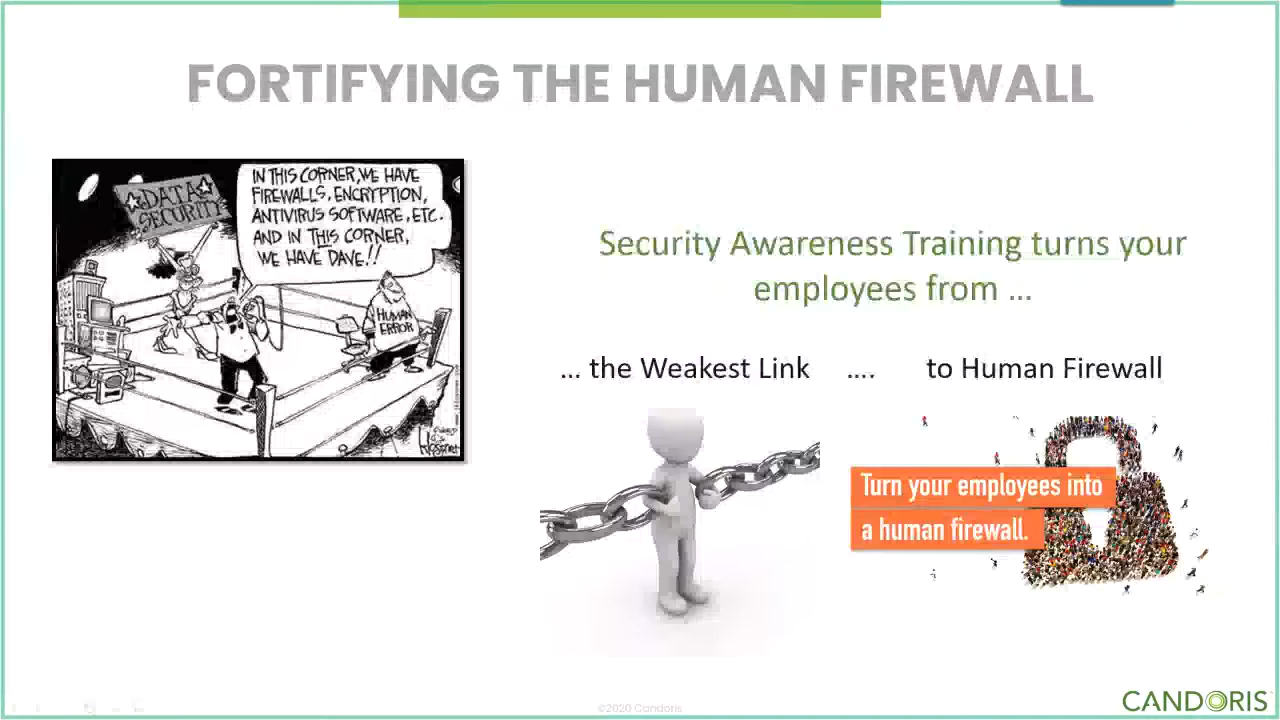 FORTIFYING THE HUMAN FIREWALL
DATA
SECURITY
IN THIS CORNER, WE HAVE
FIREWALLS, ENCRYPTION,
ANTIVIRUS SOFTWARE, ETC.
AND IN THIS CORNER,
WE HAVE DAVE!!
HUMAN
ERROR
Security Awareness Training turns your
employees from ...
... the Weakest Link .... to Human Firewall
Turn your employees into
a human firewall.
©2020 Candoris
CANDORIS